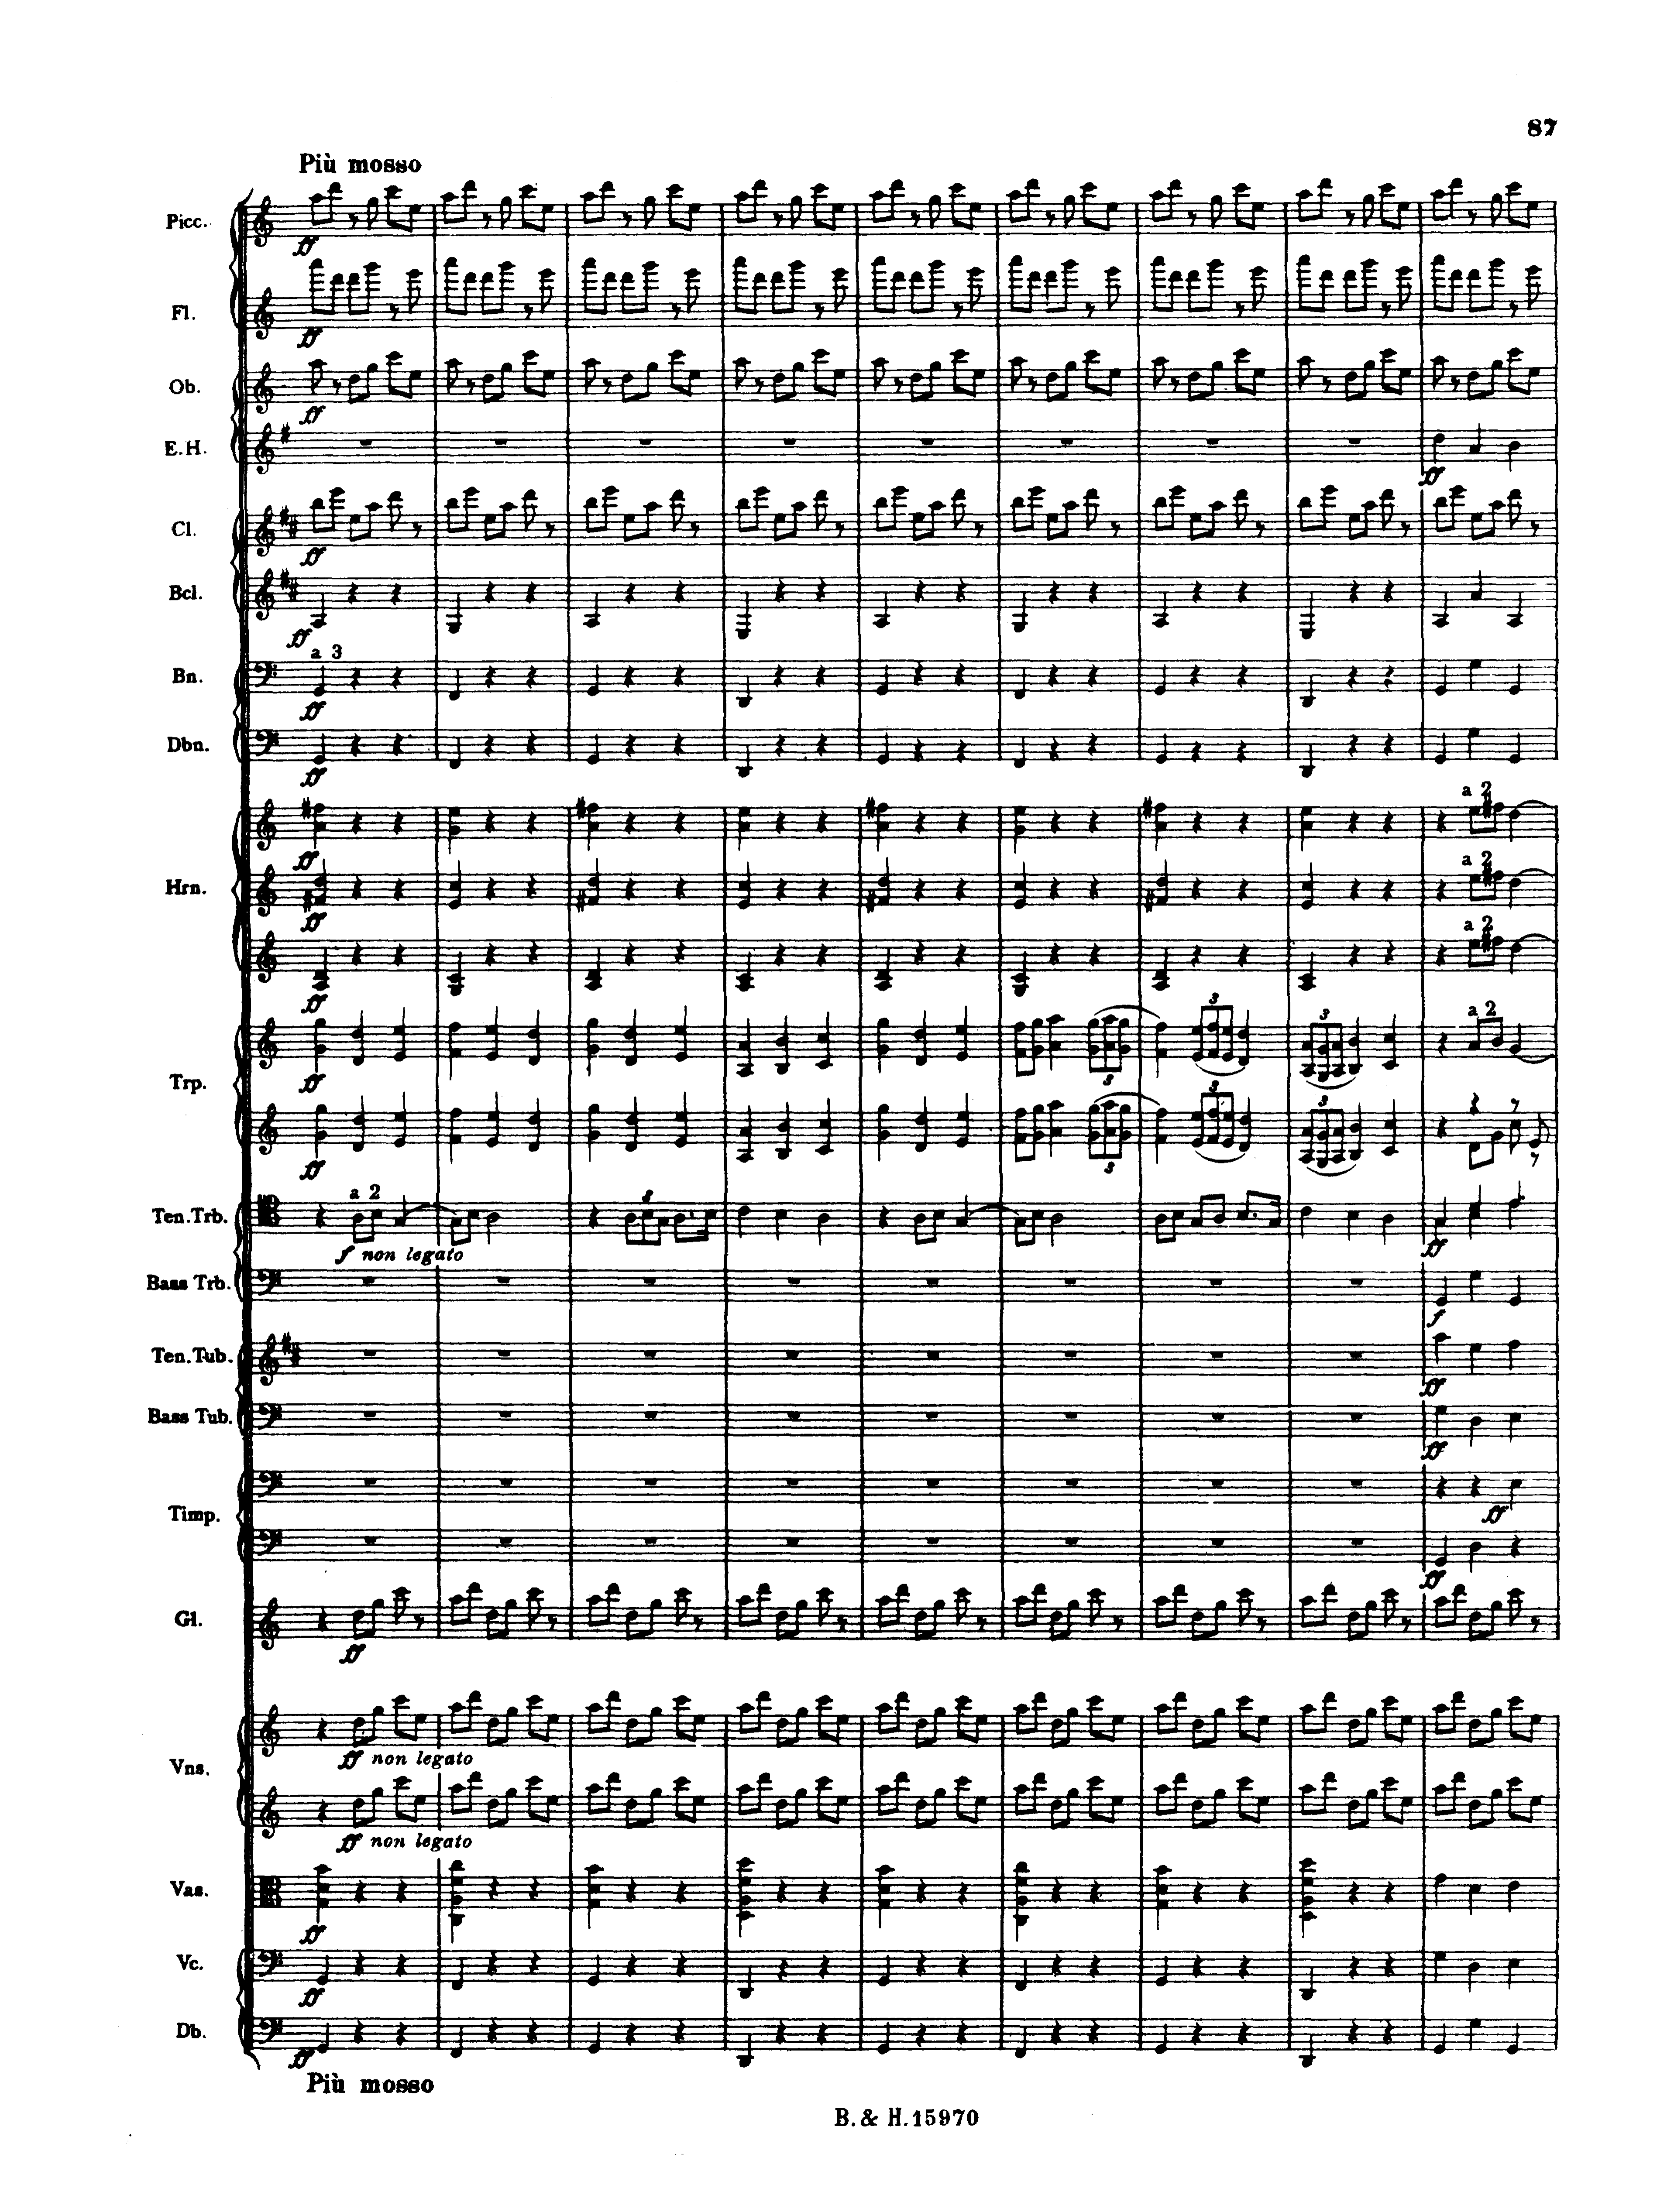 87
Più mosso
Picc.
ff
Fl.
ff
Ob.
ff
E.H.
ff
Cl.
ff
Bcl.
ff
a 3
Bn.
ff
Dbn.
ff
a 2
ff
a 2
Hrn.
ff
a 2
ff
3
3
3
a 2
Trp.
ff
3
3
3
ff
a 2
3
Ten.Trb.
f non legato
ff
Bass Trb.
f
Ten.Tub.
ff
Bass Tub.
ff
Timp.
ff
ff
Gl.
ff
ff non legato
Vns.
ff non legato
Vas.
ff
Vc.
ff
Db.
ff
Più mosso
B. & H. 15970